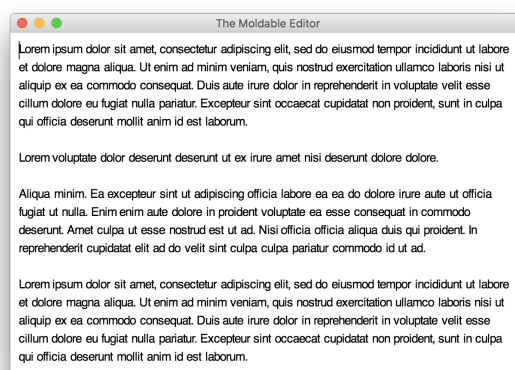 The Moldable Editor
Lorem ipsum dolor sit amet, consectetur adipiscing elit, sed do eiusmod tempor incididunt ut labore
et dolore magna aliqua. Ut enim ad minim veniam, quis nostrud exercitation ullamco laboris nisi ut
aliquip ex ea commodo consequat. Duis aute irure dolor in reprehenderit in voluptate velit esse
cillum dolore eu fugiat nulla pariatur. Excepteur sint occaecat cupidatat non proident, sunt in culpa
qui officia deserunt mollit anim id est laborum.
Lorem voluptate dolor deserunt deserunt ut ex irure amet nisi deserunt dolore dolore.
Aliqua minim. Ea excepteur sint ut adipiscing officia labore ea ea do dolore irure aute ut officia
fugiat ut nulla. Enim enim aute dolore in proident voluptate ea esse consequat in commodo
deserunt. Amet culpa ut esse nostrud est ut ad. Nisi officia officia aliqua duis qui proident. In
reprehenderit cupidatat elit ad do velit sint culpa culpa pariatur commodo id ut ad.
Lorem ipsum dolor sit amet, consectetur adipiscing elit, sed do eiusmod tempor incididunt ut labore
et dolore magna aliqua. Ut enim ad minim veniam, quis nostrud exercitation ullamco laboris nisi ut
aliquip ex ea commodo consequat. Duis aute irure dolor in reprehenderit in voluptate velit esse
cillum dolore eu fugiat nulla pariatur. Excepteur sint occaecat cupidatat non proident, sunt in culpa
qui officia deserunt mollit anim id est laborum.